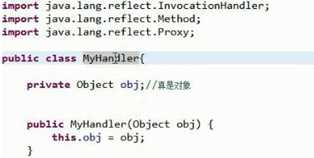 import java.lang.reflect.InvocationHandler;
import java.lang.reflect.Method;
import java.lang.reflect.Proxy;
public class MyHandler{
private Object obj;//真是对象
public MyHandler(Object obj) {
this.obj = obj;
}